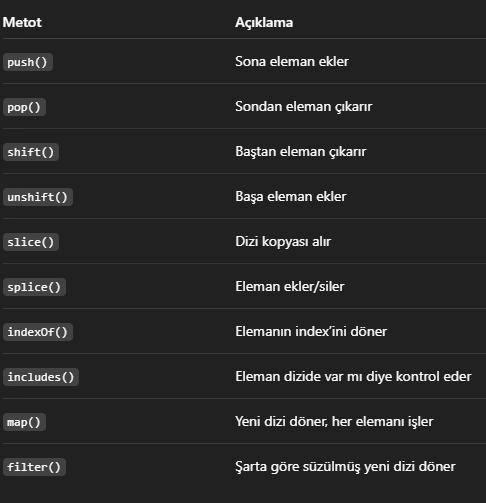 Metot Açıklama
push() Sona eleman ekler
pop() Sondan eleman çıkarır
shift() Baştan eleman çıkarır
unshift() Başa eleman ekler
slice() Dizi kopyası alır
splice() Eleman ekler/siler
indexOf() Elemanın index’ini döner
includes() Eleman dizide var mı diye kontrol eder
map() Yeni dizi döner, her elemanı işler
filter() Şarta göre süzülmüş yeni dizi döner